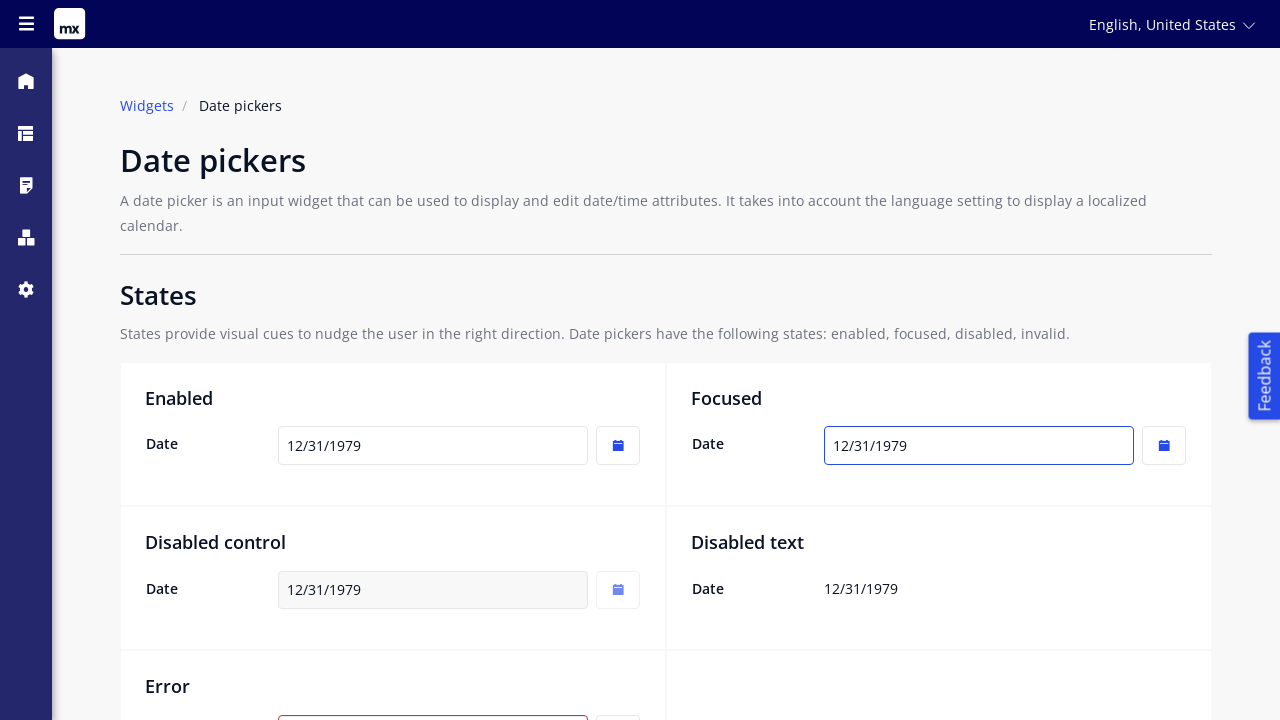 mx
English, United States
Widgets / Date pickers
Date pickers
A date picker is an input widget that can be used to display and edit date/time attributes. It takes into account the language setting to display a localized
calendar.
States
States provide visual cues to nudge the user in the right direction. Date pickers have the following states: enabled, focused, disabled, invalid.
Feedback
Enabled
Date
12/31/1979
Focused
Date
12/31/1979
Disabled control
Date
12/31/1979
Disabled text
Date
12/31/1979
Error